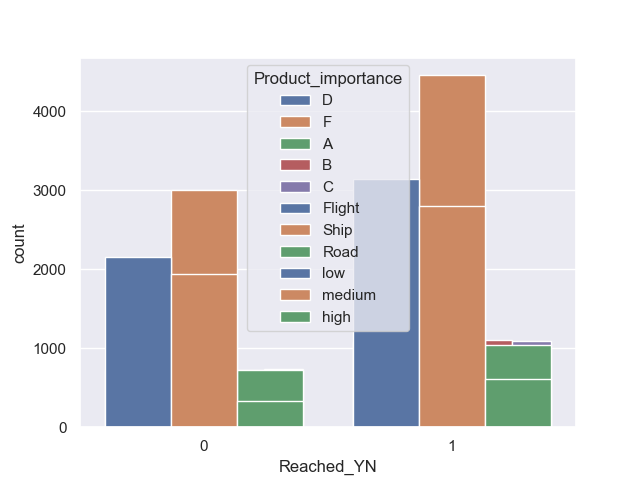 Product_importance
D
F
A
B
C
Flight
Ship
Road
low
medium
high
4000
3000
2000
1000
0
count
0 1
Reached_YN